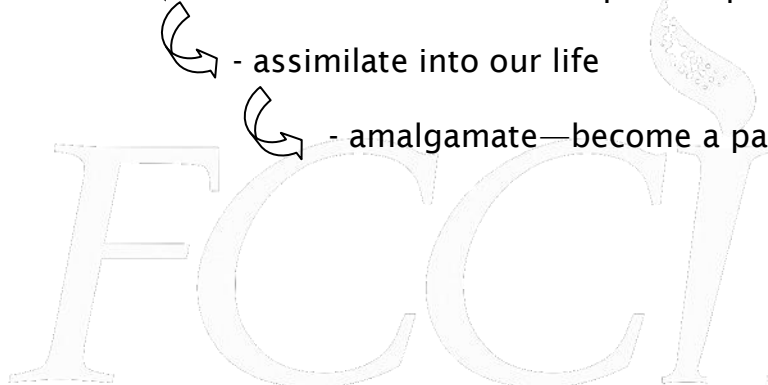 - assimilate into our life
- amalgamate—become a pa
FCCI